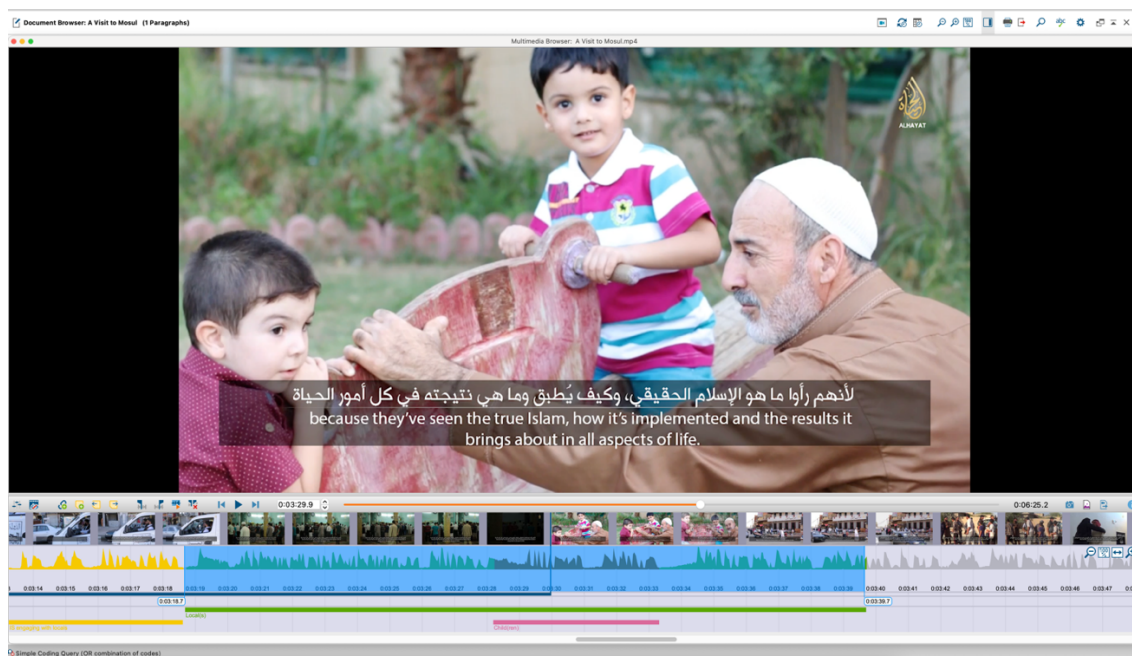 Document Browser: A Visit to Mosul (1 Paragraphs)
Multimedia Browser: A Visit to Mosul.mp4
الحياة
ALHAYAT
لأنهم رأوا ما هو الإسلام الحقيقي، وكيف يُطبق وما هي نتيجته في كل أمور الحياة
because they've seen the true Islam, how it's implemented and the results it
brings about in all aspects of life.
0:03:29.9
0:06:25.2
0:03:14 0:03:15 0:03:16 0:03:17 0:03:18 0:03:19 0:03:20 0:03:21 0:03:22 0:03:23 0:03:24 0:03:25 0:03:26 0:03:27 0:03:28 0:03:29 0:03:30 0:03:31 0:03:32 0:03:33 0:03:34 0:03:35 0:03:36 0:03:37 0:03:38 0:03:39 0:03:40 0:03:41 0:03:42 0:03:43 0:03:44 0:03:45 0:03:46 0:03:47
0:03:18.7
0:03:39.7
Local(s)
Child(ren)
Simple Coding Query (OR combination of codes)